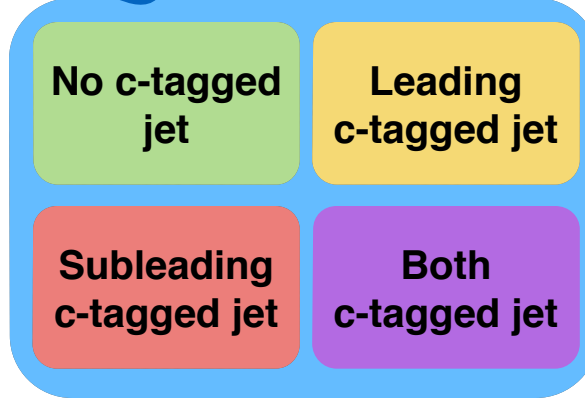 No c-tagged
jet
Leading
c-tagged jet
Subleading
c-tagged jet
Both
c-tagged jet